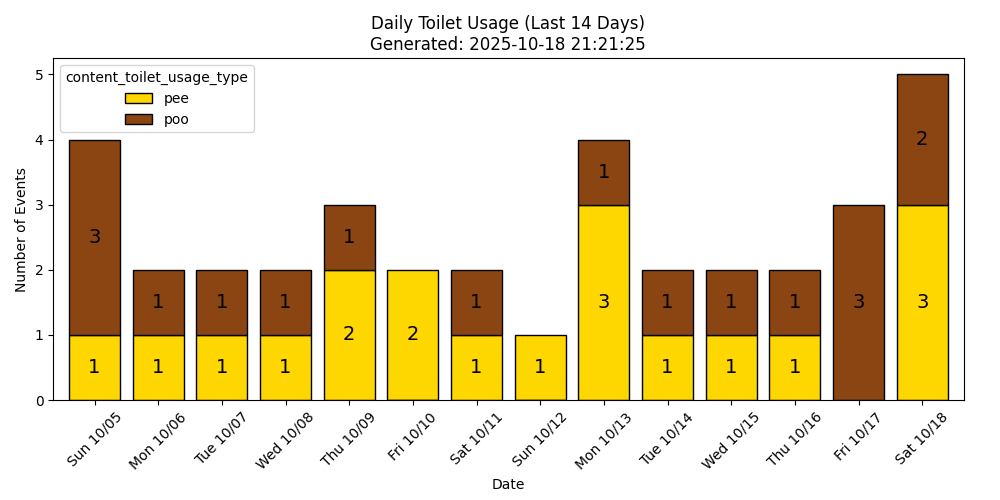 Daily Toilet Usage (Last 14 Days)
Generated: 2025-10-18 21:21:25
content_toilet_usage_type
pee
poo
Number of Events
5
4
3
2
1
0
3
1
1
1
1
1
1
1
1
2
2
1
1
1
1
3
1
1
1
1
1
1
3
2
3
Sun 10/05
Mon 10/06
Tue 10/07
Wed 10/08
Thu 10/09
Fri 10/10
Sat 10/11
Sun 10/12
Mon 10/13
Tue 10/14
Wed 10/15
Thu 10/16
Fri 10/17
Sat 10/18
Date